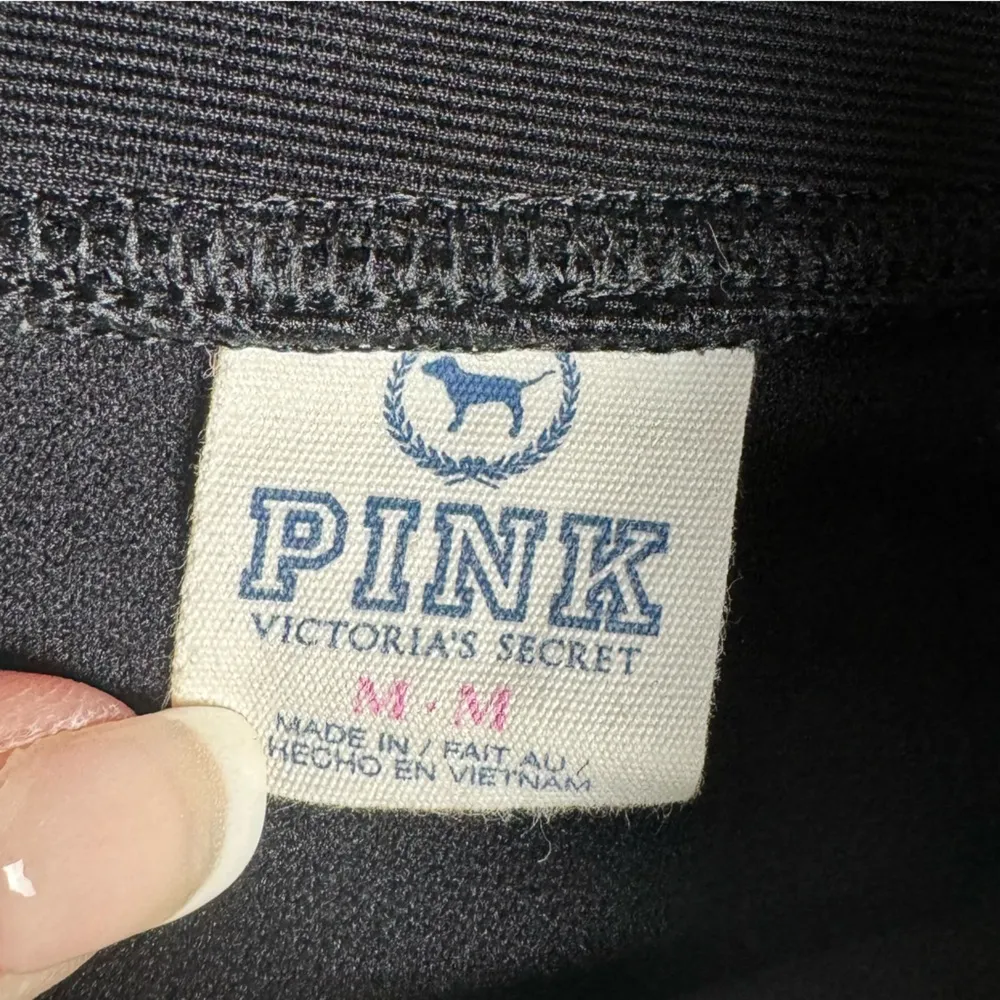 PINK
VICTORIA'S SECRET
M · M
MADE IN / FAIT AU /
HECHO EN VIETNAM